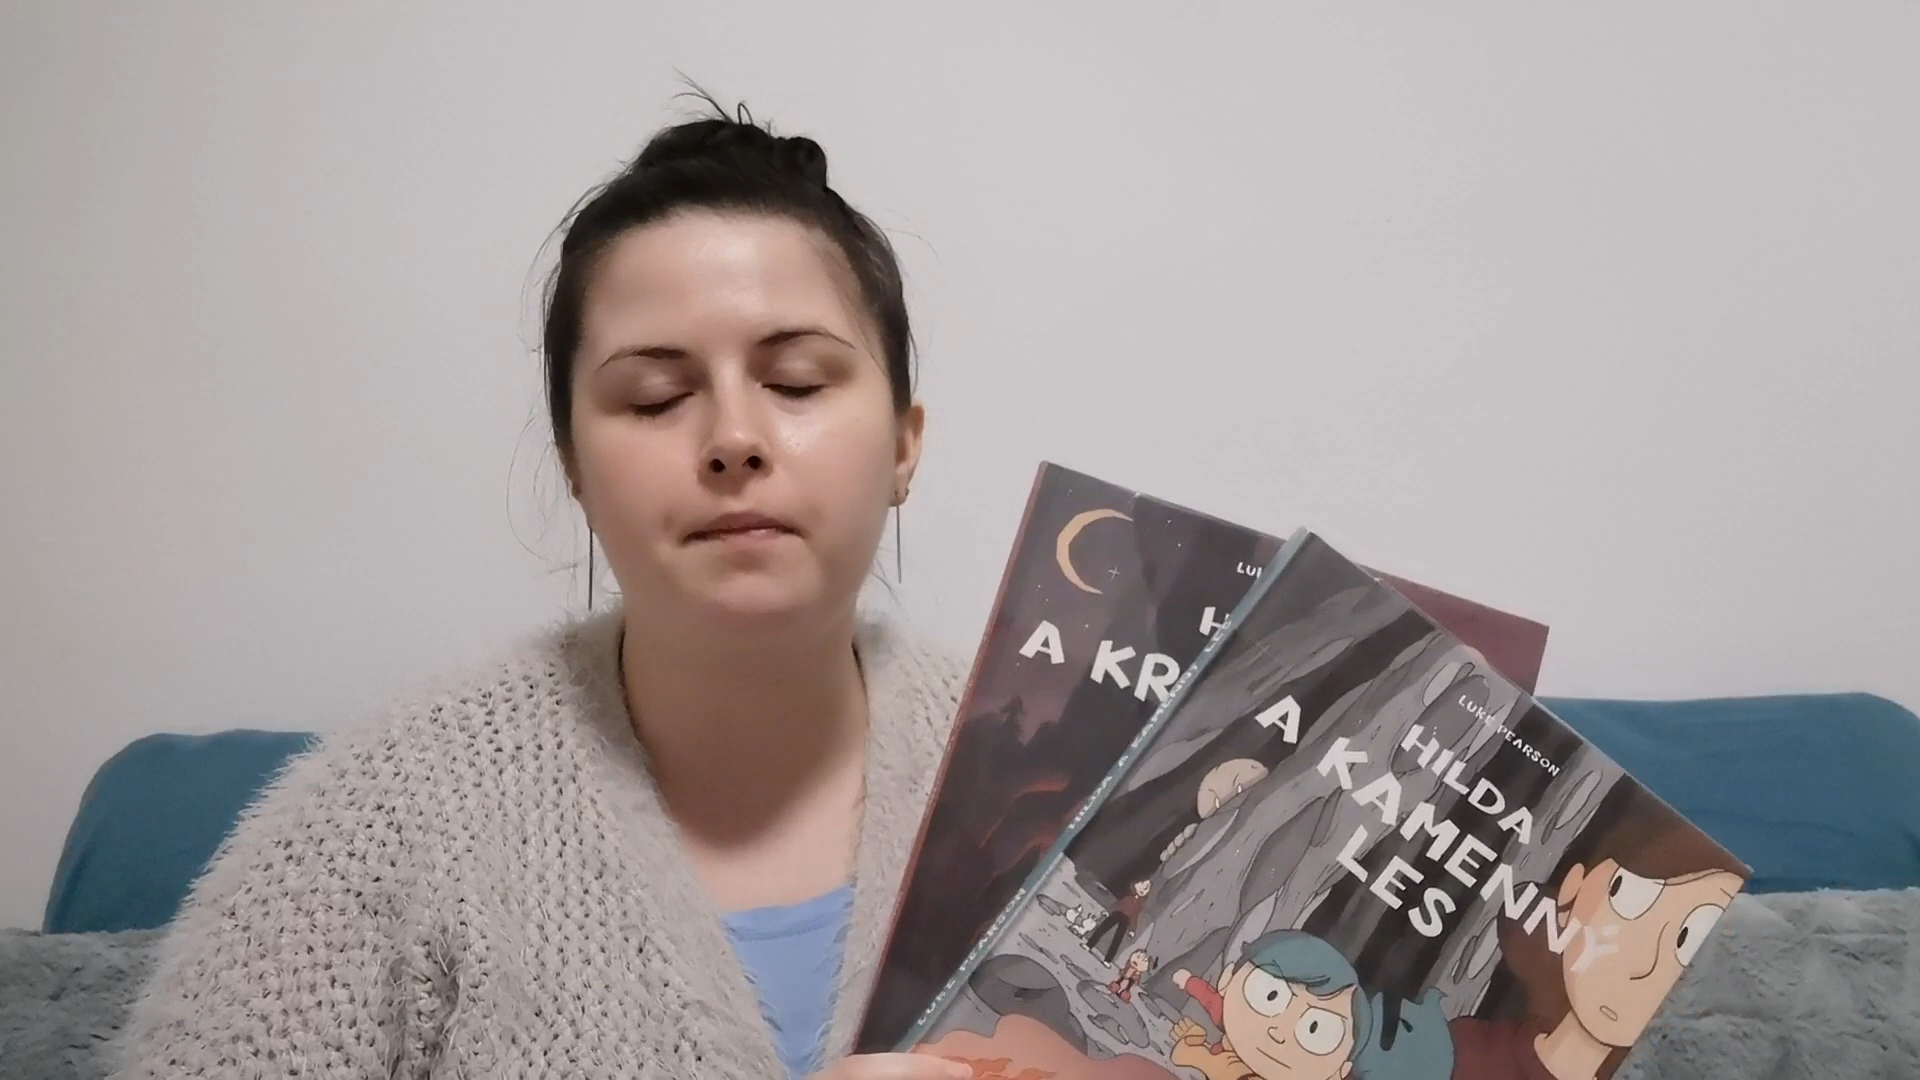 A KR
LUKE PEARSON
HILDA
A KAMENNÝ
LES
LUKE PEARSON